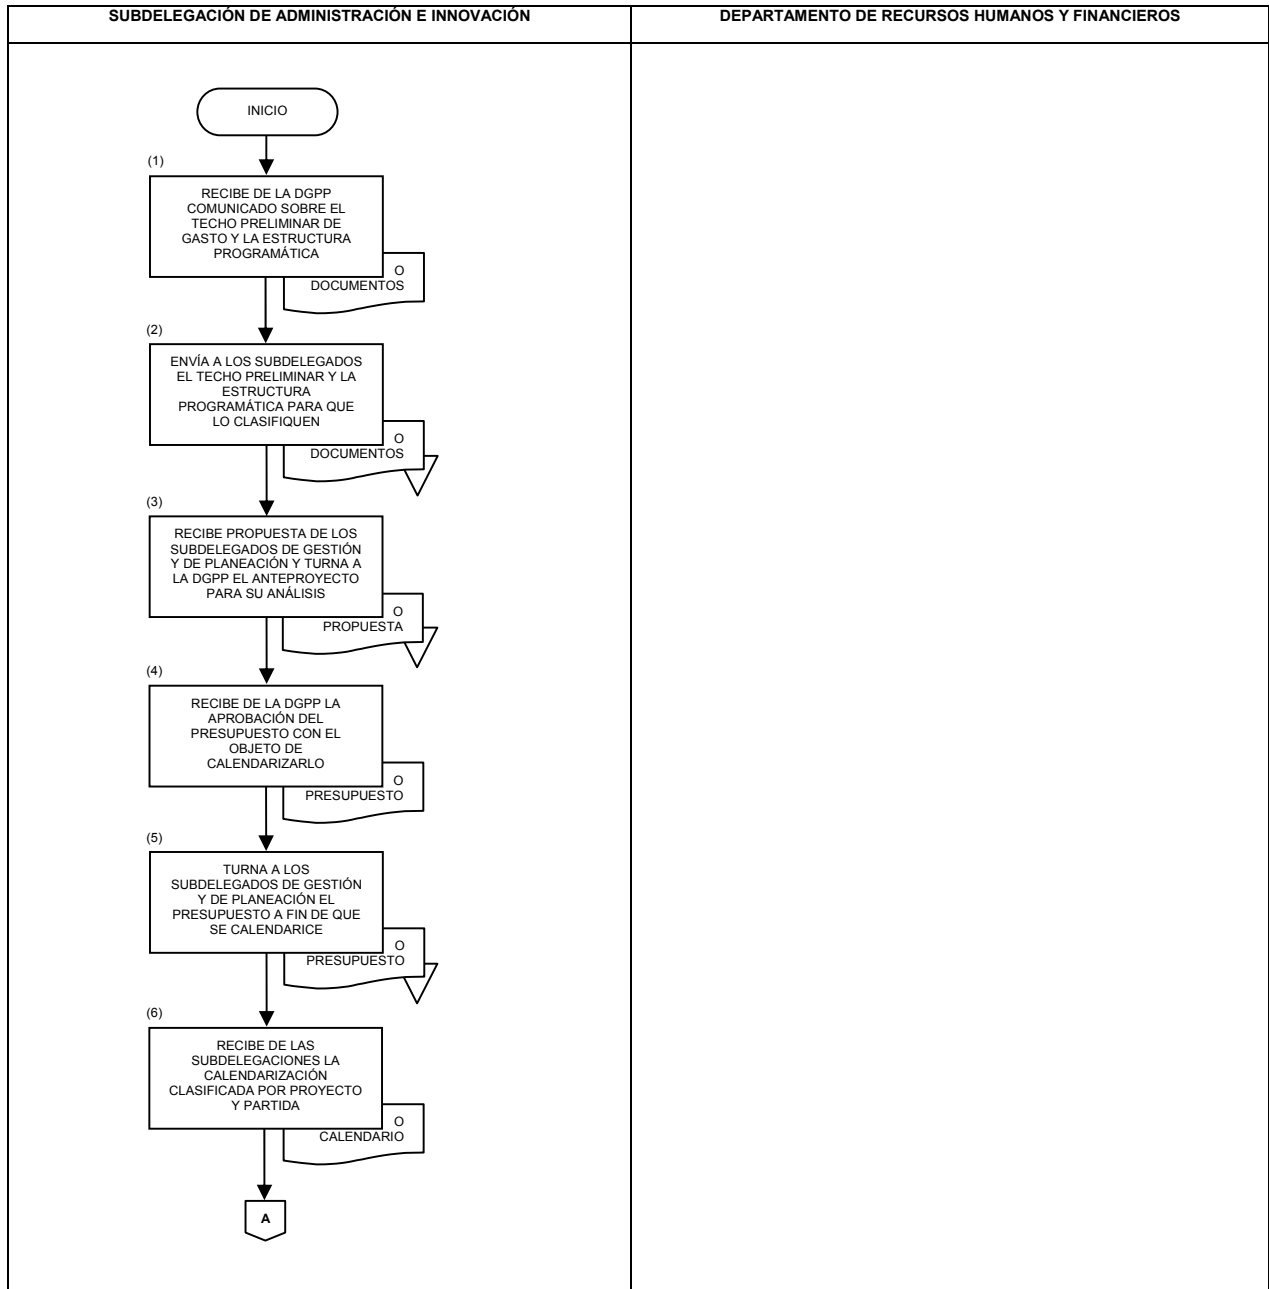 SUBDELEGACIÓN DE ADMINISTRACIÓN E INNOVACIÓN
DEPARTAMENTO DE RECURSOS HUMANOS Y FINANCIEROS
INICIO
(1)
RECIBE DE LA DGPP
COMUNICADO SOBRE EL
TECHO PRELIMINAR DE
GASTO Y LA ESTRUCTURA
PROGRAMÁTICA
O
DOCUMENTOS
(2)
ENVÍA A LOS SUBDELEGADOS
EL TECHO PRELIMINAR Y LA
ESTRUCTURA
PROGRAMÁTICA PARA QUE
LO CLASIFIQUEN
O
DOCUMENTOS
(3)
RECIBE PROPUESTA DE LOS
SUBDELEGADOS DE GESTIÓN
Y DE PLANEACIÓN Y TURNA A
LA DGPP EL ANTEPROYECTO
PARA SU ANÁLISIS
O
PROPUESTA
(4)
RECIBE DE LA DGPP LA
APROBACIÓN DEL
PRESUPUESTO CON EL
OBJETO DE
CALENDARIZARLO
O
PRESUPUESTO
(5)
TURNA A LOS
SUBDELEGADOS DE GESTIÓN
Y DE PLANEACIÓN EL
PRESUPUESTO A FIN DE QUE
SE CALENDARICE
O
PRESUPUESTO
(6)
RECIBE DE LAS
SUBDELEGACIONES LA
CALENDARIZACIÓN
CLASIFICADA POR PROYECTO
Y PARTIDA
O
CALENDARIO
A